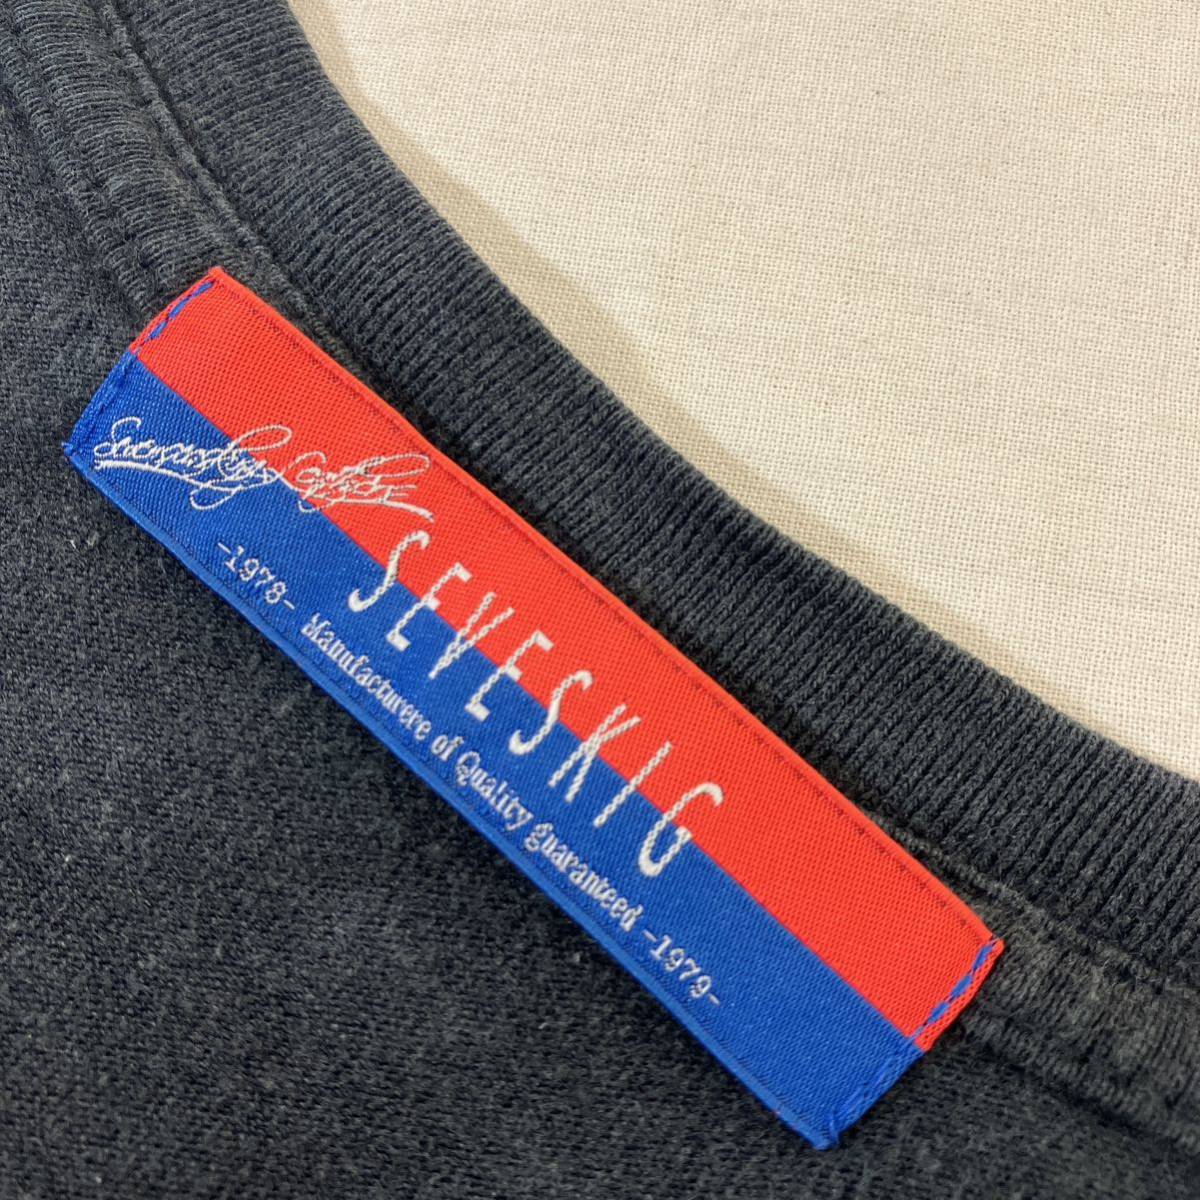 SEVESKIG
-1978- Manufacturere of Quality guaranteed -1979-